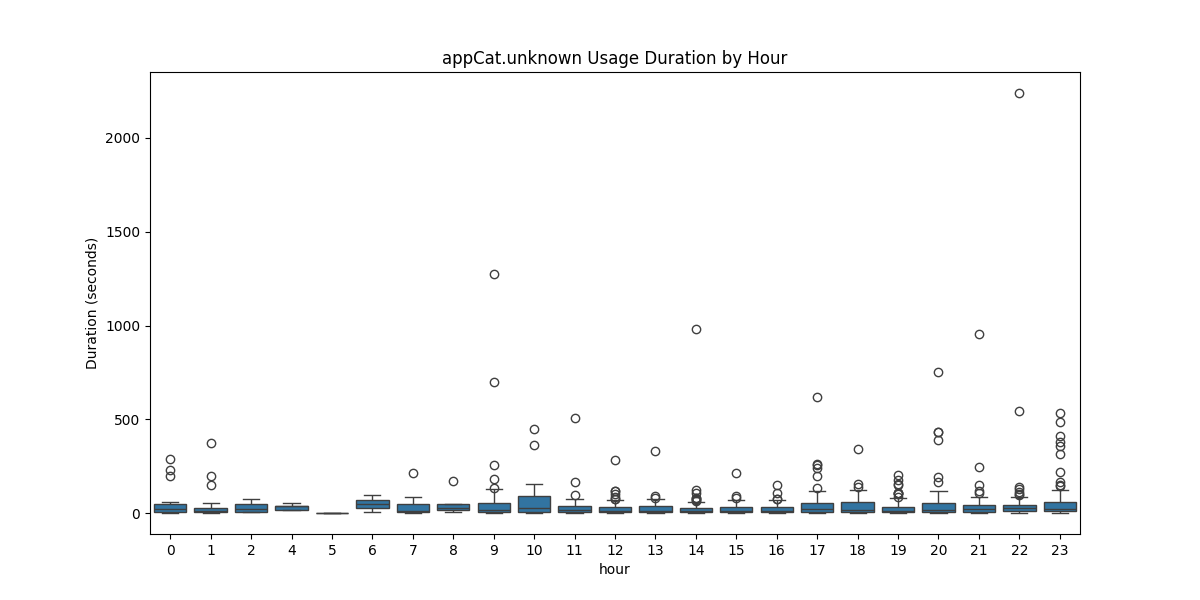 appCat.unknown Usage Duration by Hour
2000
1500
1000
500
0
Duration (seconds)
0 1 2 4 5 6 7 8 9 10 11 12 13 14 15 16 17 18 19 20 21 22 23
hour